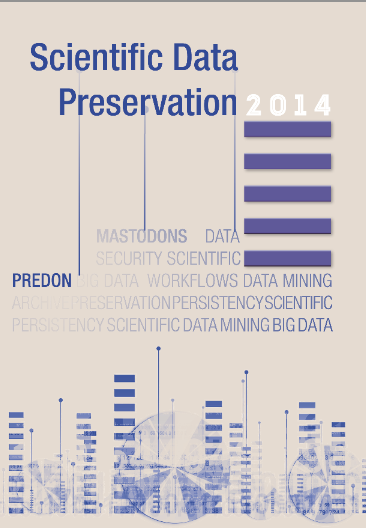 Scientific Data
Preservation 2014
MASTODONS DATA
SECURITY SCIENTIFIC
PREDON BIG DATA WORKFLOWS DATA MINING
ARCHIVE PRESERVATION PERSISTENCY SCIENTIFIC
PERSISTENCY SCIENTIFIC DATA MINING BIG DATA